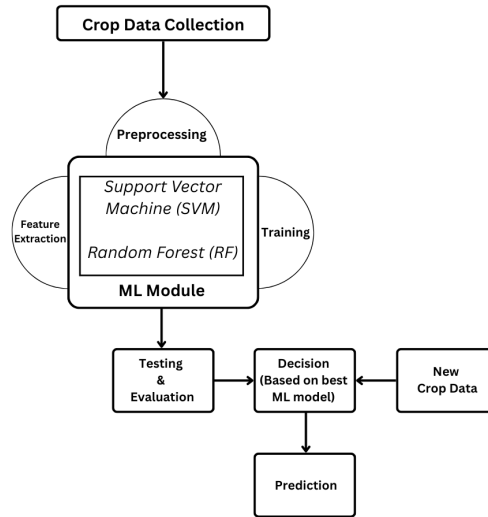 Crop Data Collection
Preprocessing
Support Vector
Machine (SVM)
Random Forest (RF)
Feature
Extraction
Training
ML Module
Testing
&
Evaluation
Decision
(Based on best
ML model)
New
Crop Data
Prediction